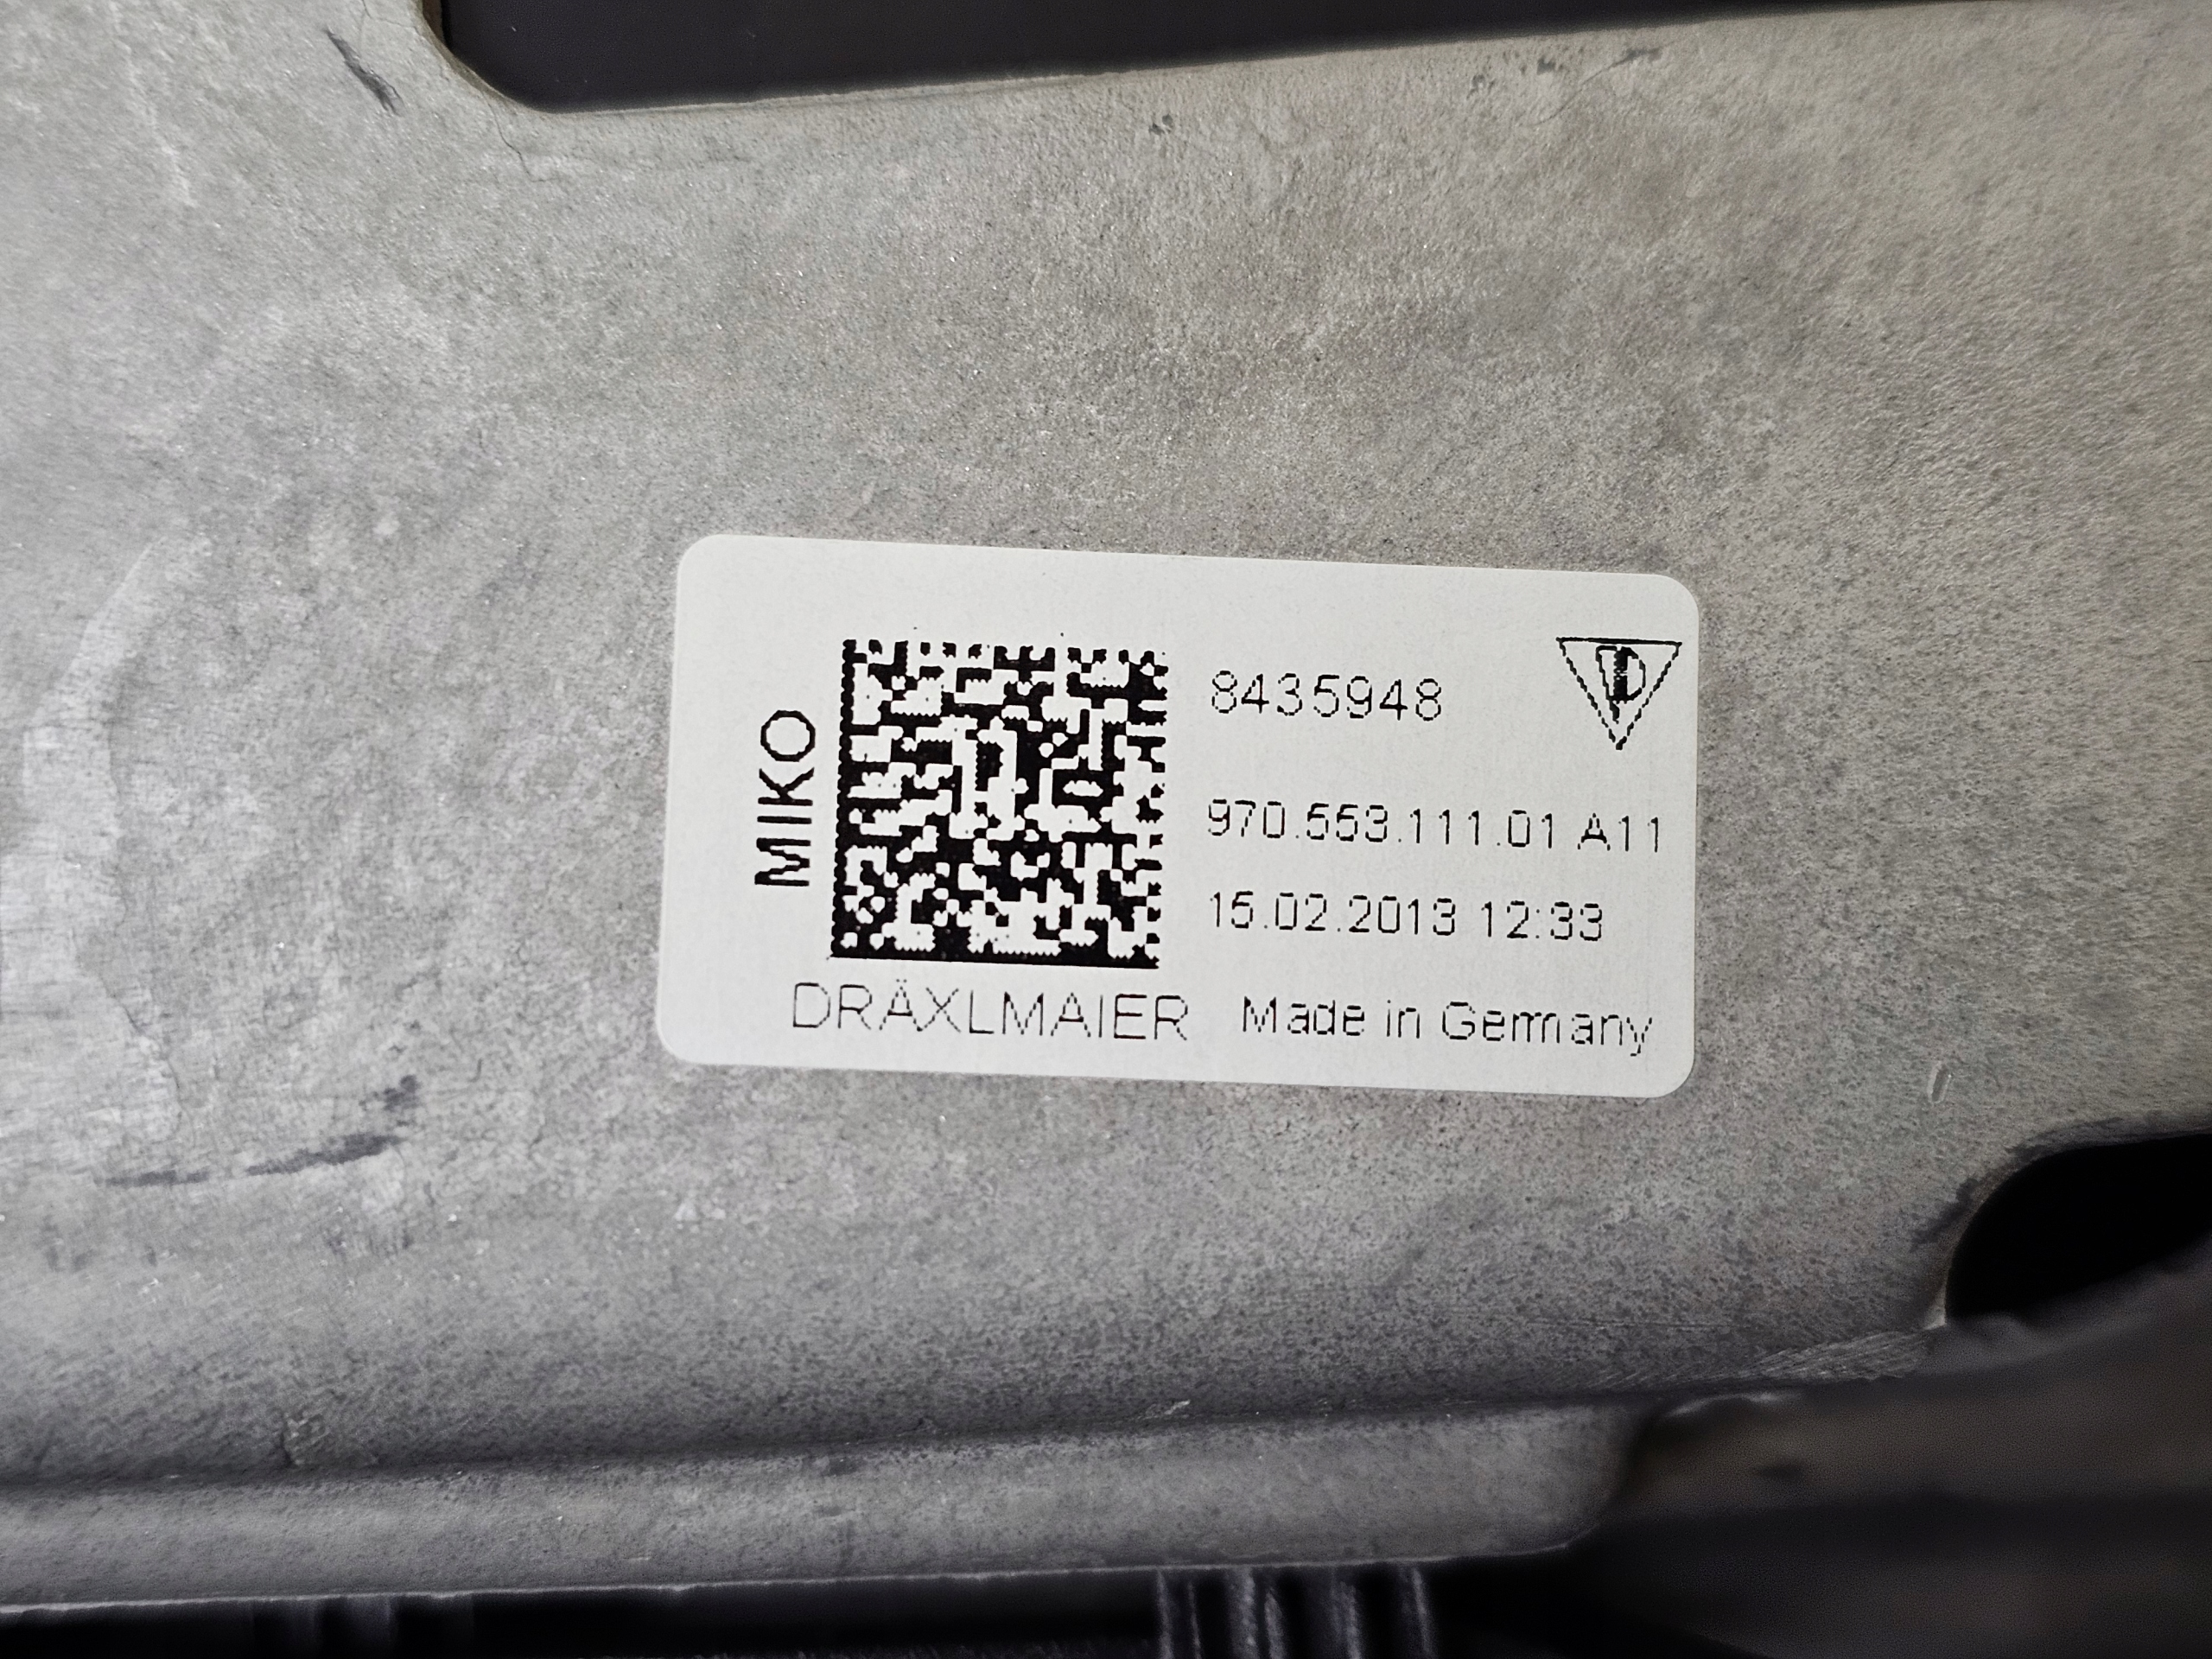 MIKO
8435948
970.553.111.01 A11
15.02.2013 12:33
DRÄXLMAIER Made in Germany